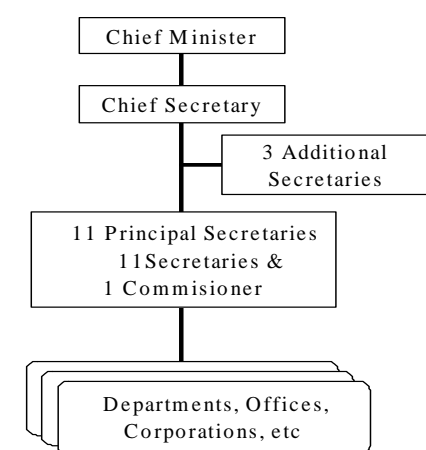 Chief Minister
Chief Secretary
3 Additional
Secretaries
11 Principal Secretaries
11Secretaries &
1 Commisioner
Departments, Offices,
Corporations, etc